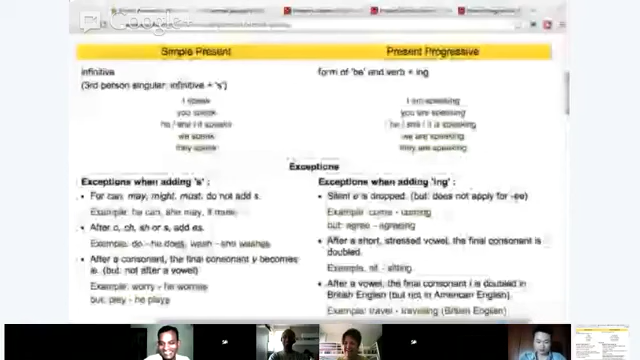 Google+
Simple Present
Present Progressive
infinitive
(3rd person singular: infinitive + 's')
form of 'be' and verb + ing
I speak
you speak
he / she / it speaks
we speak
they speak
I am speaking
you are speaking
he / she / it is speaking
we are speaking
they are speaking
Exceptions
Exceptions when adding 's' :
• For can, may, might, must, do not add s.
Example: he can, she may, it must
• After o, ch, sh or s, add es.
Example: do - he does, wash - she washes
• After a consonant, the final consonant y becomes
ie. (but: not after a vowel)
Example: worry - he worries
but: play - he plays
Exceptions when adding 'ing' :
• Silent e is dropped. (but: does not apply for -ee)
Example: come - coming
but: agree - agreeing
• After a short, stressed vowel, the final consonant is
doubled.
Example: sit - sitting
• After a vowel, the final consonant l is doubled in
British English (but not in American English).
Example: travel - travelling (British English)